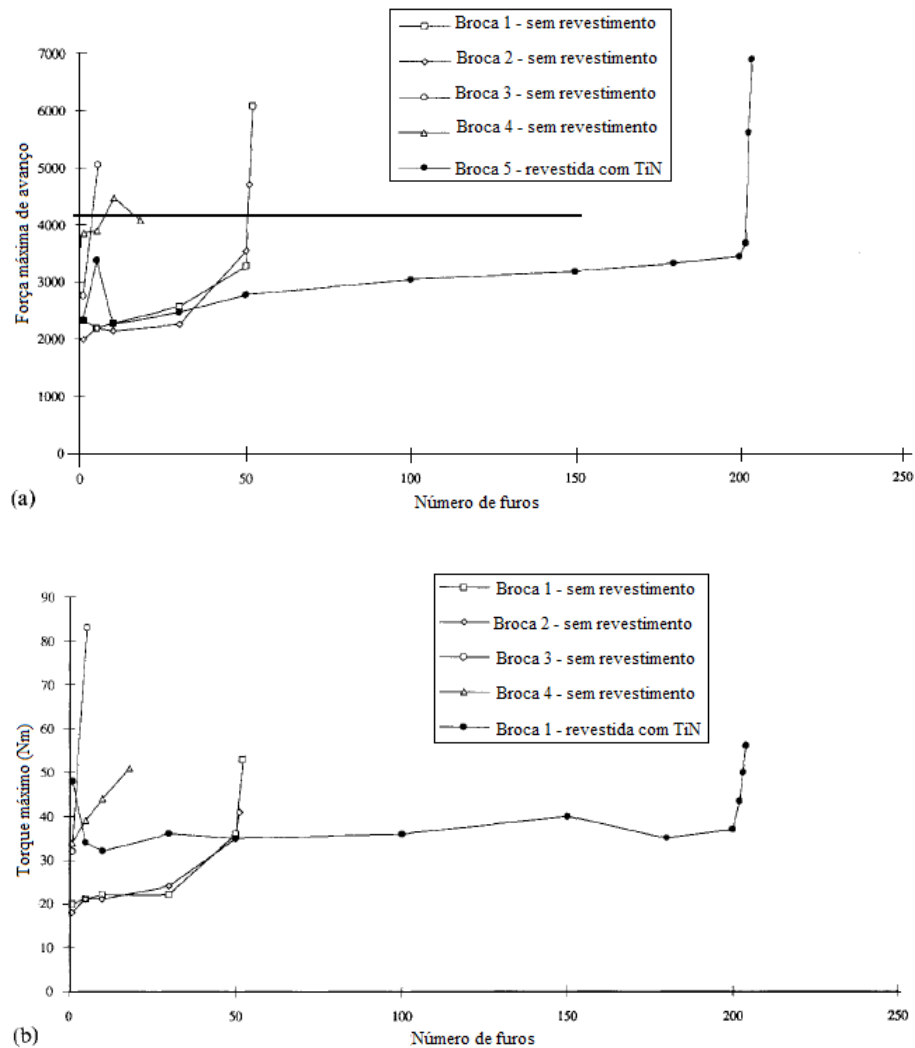 Broca 1 - sem revestimento
Broca 2 - sem revestimento
Broca 3 - sem revestimento
Broca 4 - sem revestimento
Broca 5 - revestida com TiN
Força máxima de avanço
7000
6000
5000
4000
3000
2000
1000
0
0 50 100 150 200 250
Número de furos
(a)
Broca 1 - sem revestimento
Broca 2 - sem revestimento
Broca 3 - sem revestimento
Broca 4 - sem revestimento
Broca 1 - revestida com TiN
Torque máximo (Nm)
90
80
70
60
50
40
30
20
10
0
0 50 100 150 200 250
Número de furos
(b)